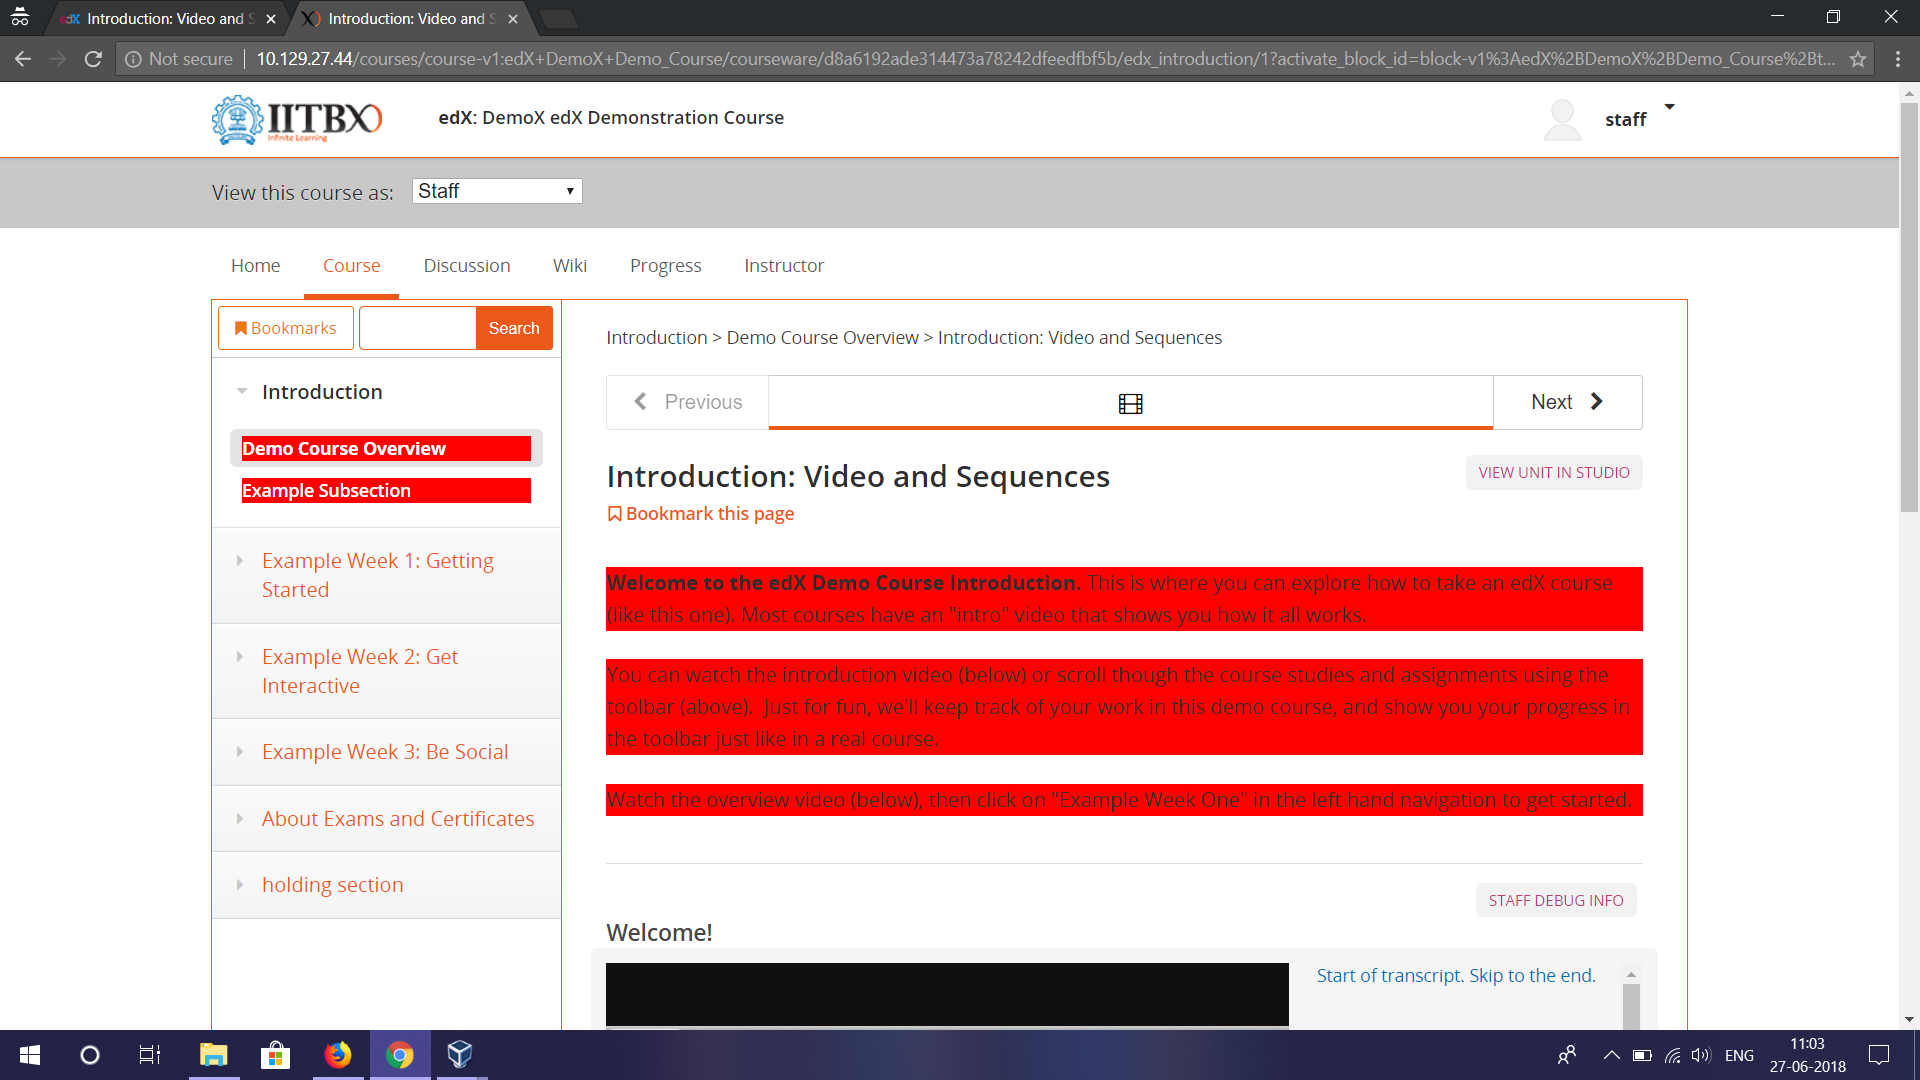 Introduction: Video and S
Introduction: Video and S
Not secure
10.129.27.44/courses/course-v1:edX+DemoX+Demo_Course/courseware/d8a6192ade314473a78242dfeedfbf5b/edx_introduction/1?activate_block_id=block-v1%3AedX%2BDemoX%2BDemo_Course%2Bt...
IITBX
Infinite Learning
edX: DemoX edX Demonstration Course
staff
View this course as: Staff
Home Course Discussion Wiki Progress Instructor
Bookmarks Search
Introduction > Demo Course Overview > Introduction: Video and Sequences
Introduction
Demo Course Overview
Example Subsection
Example Week 1: Getting
Started
Example Week 2: Get
Interactive
Example Week 3: Be Social
About Exams and Certificates
holding section
Previous Next
Introduction: Video and Sequences
VIEW UNIT IN STUDIO
Bookmark this page
Welcome to the edX Demo Course Introduction. This is where you can explore how to take an edX course
(like this one). Most courses have an "intro" video that shows you how it all works.
You can watch the introduction video (below) or scroll though the course studies and assignments using the
toolbar (above). Just for fun, we'll keep track of your work in this demo course, and show you your progress in
the toolbar just like in a real course.
Watch the overview video (below), then click on "Example Week One" in the left hand navigation to get started.
STAFF DEBUG INFO
Welcome!
Start of transcript. Skip to the end.
ENG
11:03
27-06-2018